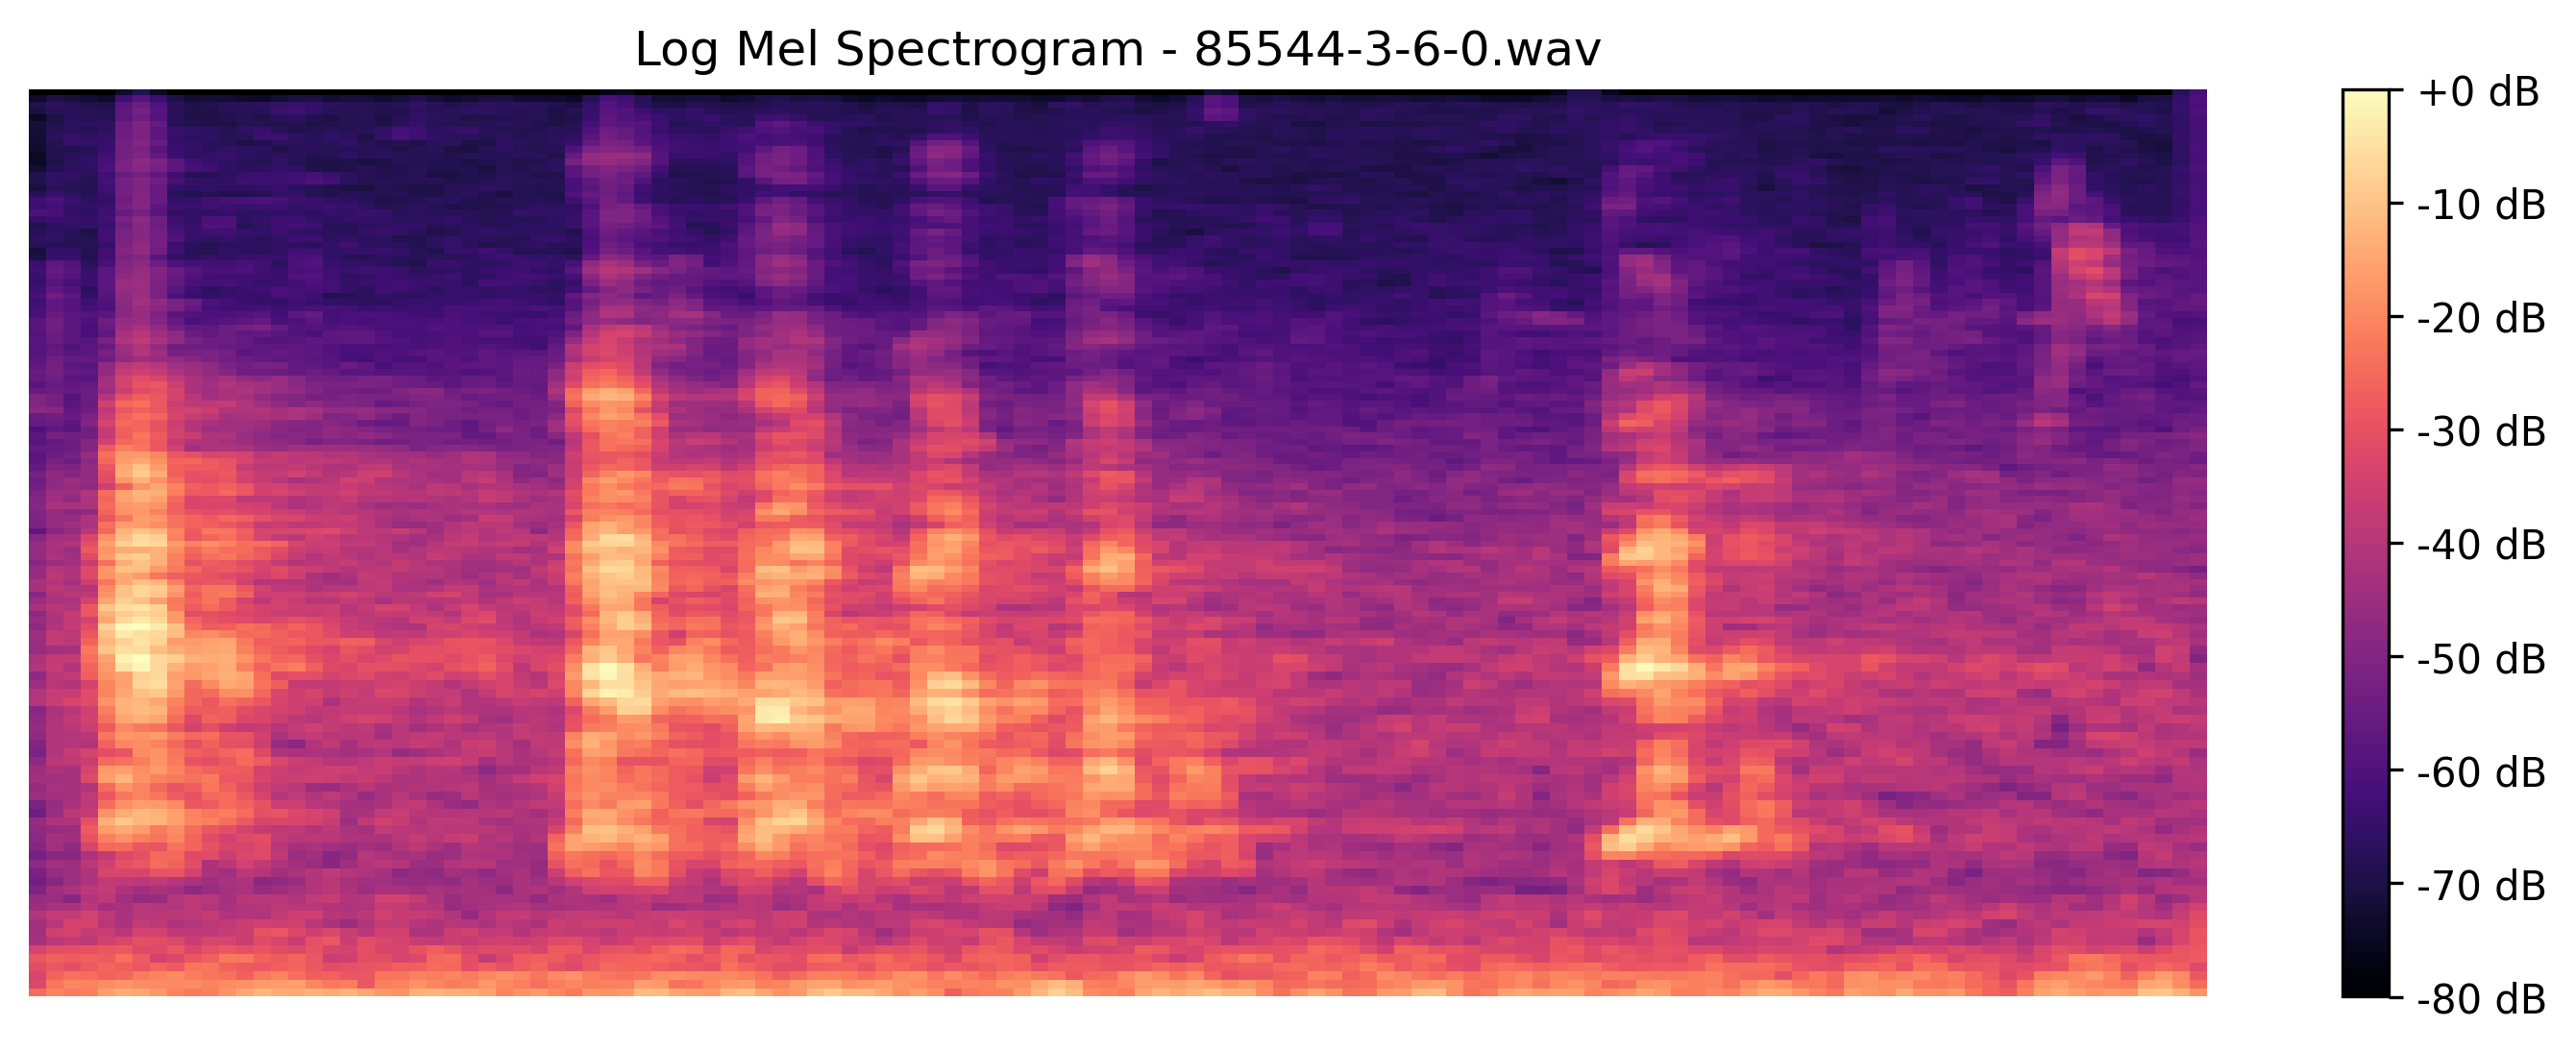 Log Mel Spectrogram - 85544-3-6-0.wav
+0 dB
-10 dB
-20 dB
-30 dB
-40 dB
-50 dB
-60 dB
-70 dB
-80 dB